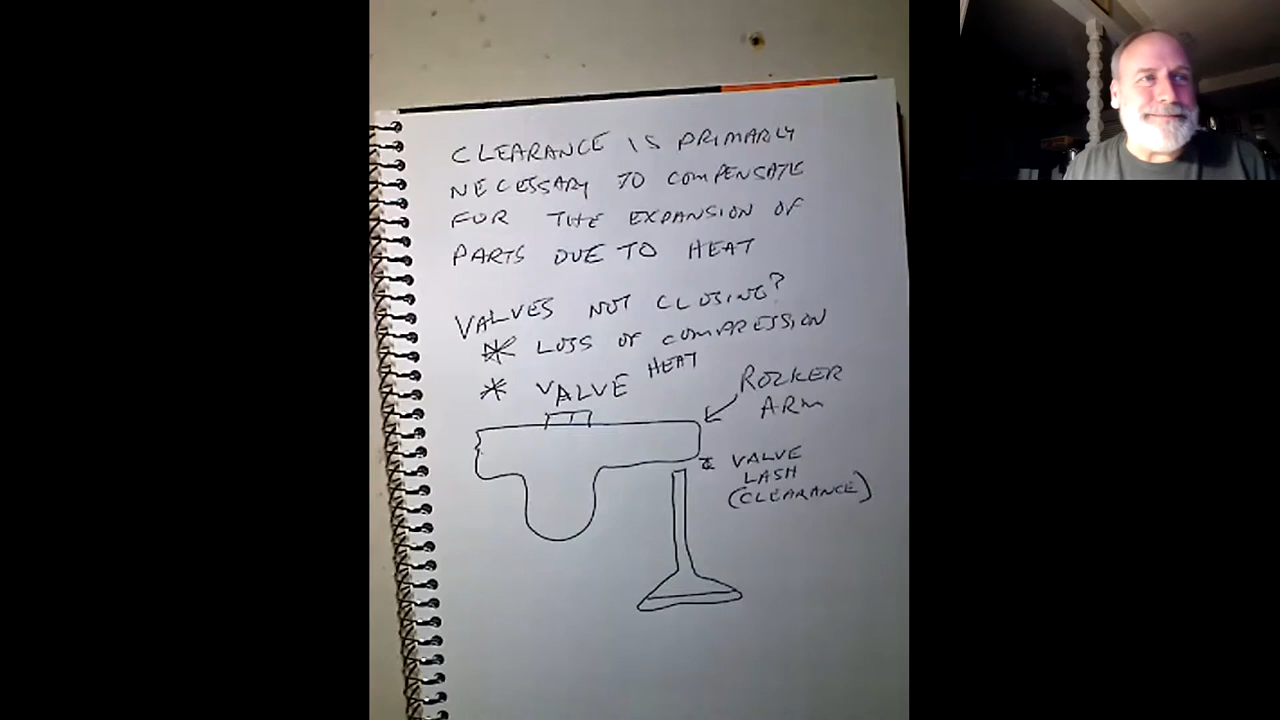 CLEARANCE IS PRIMARLY
NECESSARY TO COMPENSATE
FOR THE EXPANSION OF
PARTS DUE TO HEAT
VALVES NOT CLOSING?
* LOSS OF COMPRESSION
* VALVE HEAT
ROCKER
ARM
VALVE
LASH
(CLEARANCE)